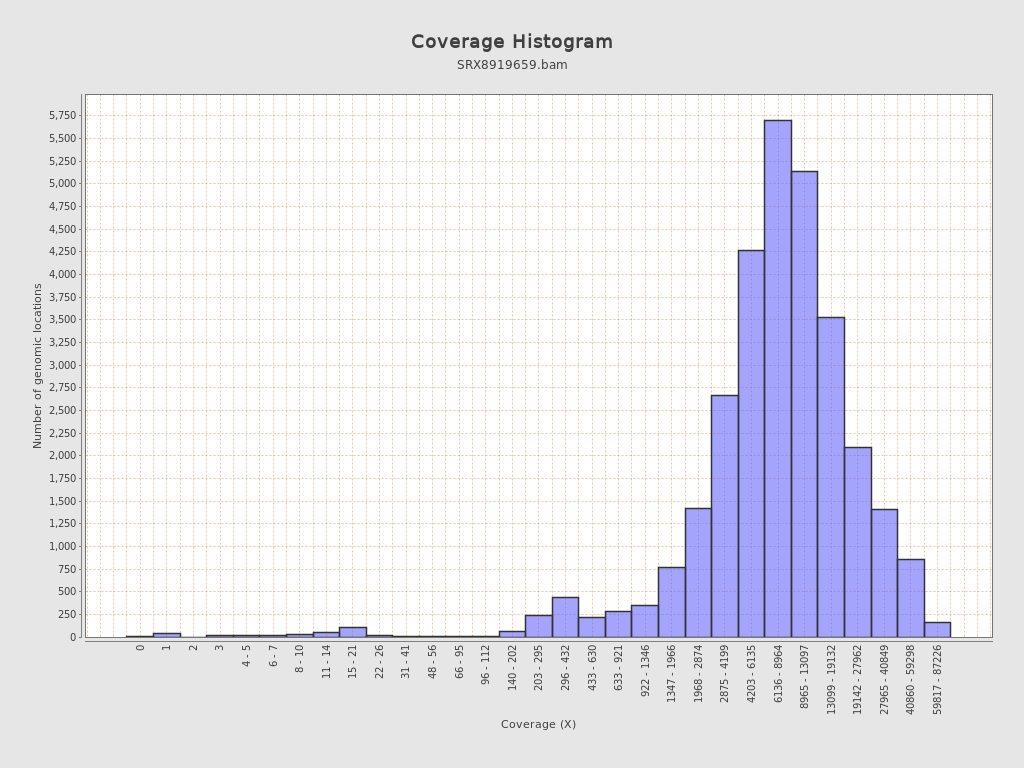 Coverage Histogram
SRX8919659.bam
Number of genomic locations
5,750
5,500
5,250
5,000
4,750
4,500
4,250
4,000
3,750
3,500
3,250
3,000
2,750
2,500
2,250
2,000
1,750
1,500
1,250
1,000
750
500
250
0
0
1
2
3
4 - 5
6 - 7
8 - 10
11 - 14
15 - 21
22 - 26
31 - 41
48 - 56
66 - 95
96 - 112
140 - 202
203 - 295
296 - 432
433 - 630
633 - 921
922 - 1346
1347 - 1966
1968 - 2874
2875 - 4199
4203 - 6135
6136 - 8964
8965 - 13097
13099 - 19132
19142 - 27962
27965 - 40849
40860 - 59298
59817 - 87226
Coverage (X)